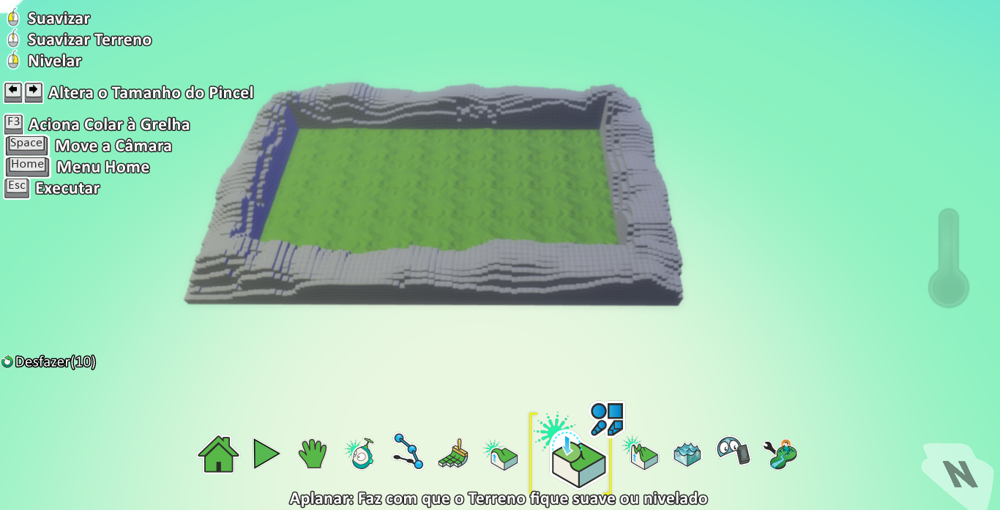 Suavizar
Suavizar Terreno
Nivelar
Altera o Tamanho do Pincel
F3 Aciona Colar à Grelha
Space Move a Câmara
Home Menu Home
Esc Executar
Desfazer(10)
N
Aplanar: Faz com que o Terreno fique suave ou nivelado